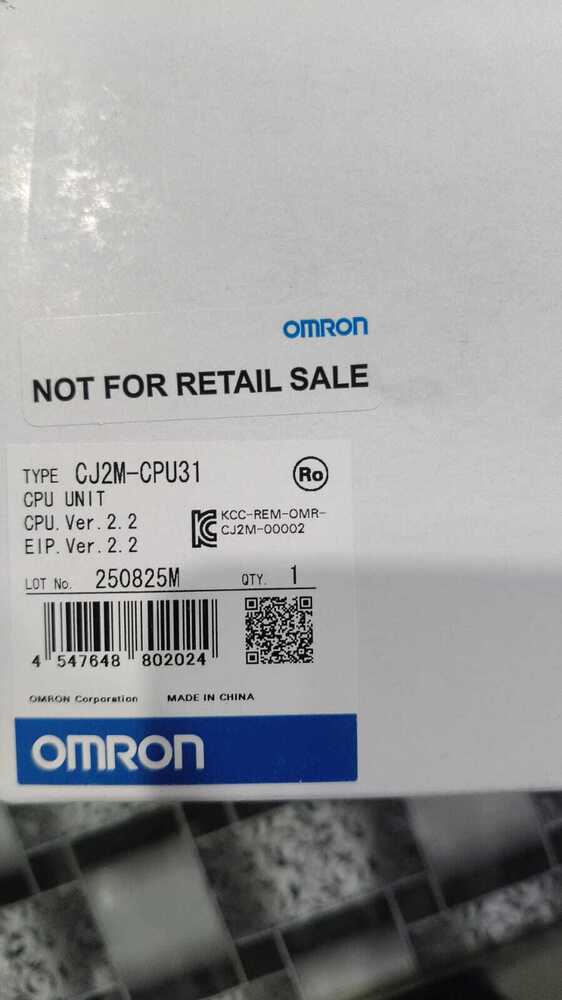 OMRON
NOT FOR RETAIL SALE
TYPE CJ2M-CPU31
Ro
CPU UNIT
CPU. Ver. 2.2
KCC-REM-OMR-
CJ2M-00002
EIP. Ver. 2.2
LOT No. 250825M QTY. 1
4 547648 802024
OMRON Corporation MADE IN CHINA
OMRON